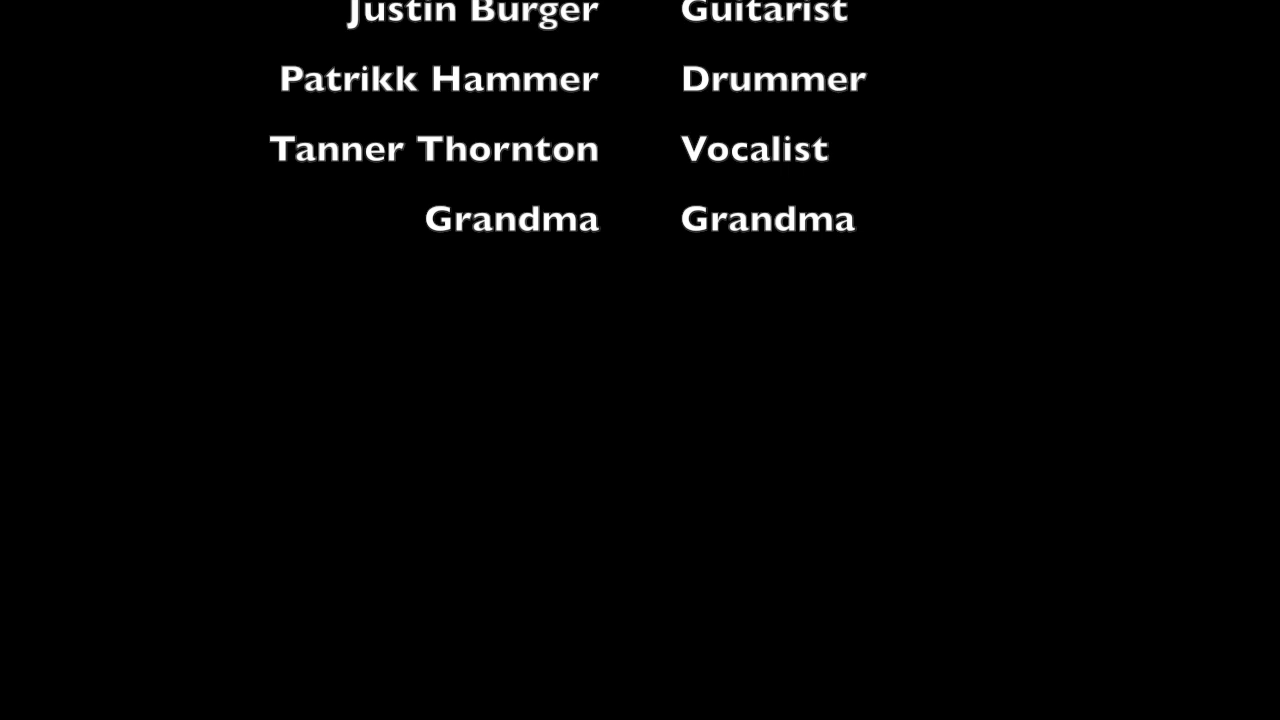 Justin Burger Guitarist
Patrikk Hammer Drummer
Tanner Thornton Vocalist
Grandma Grandma